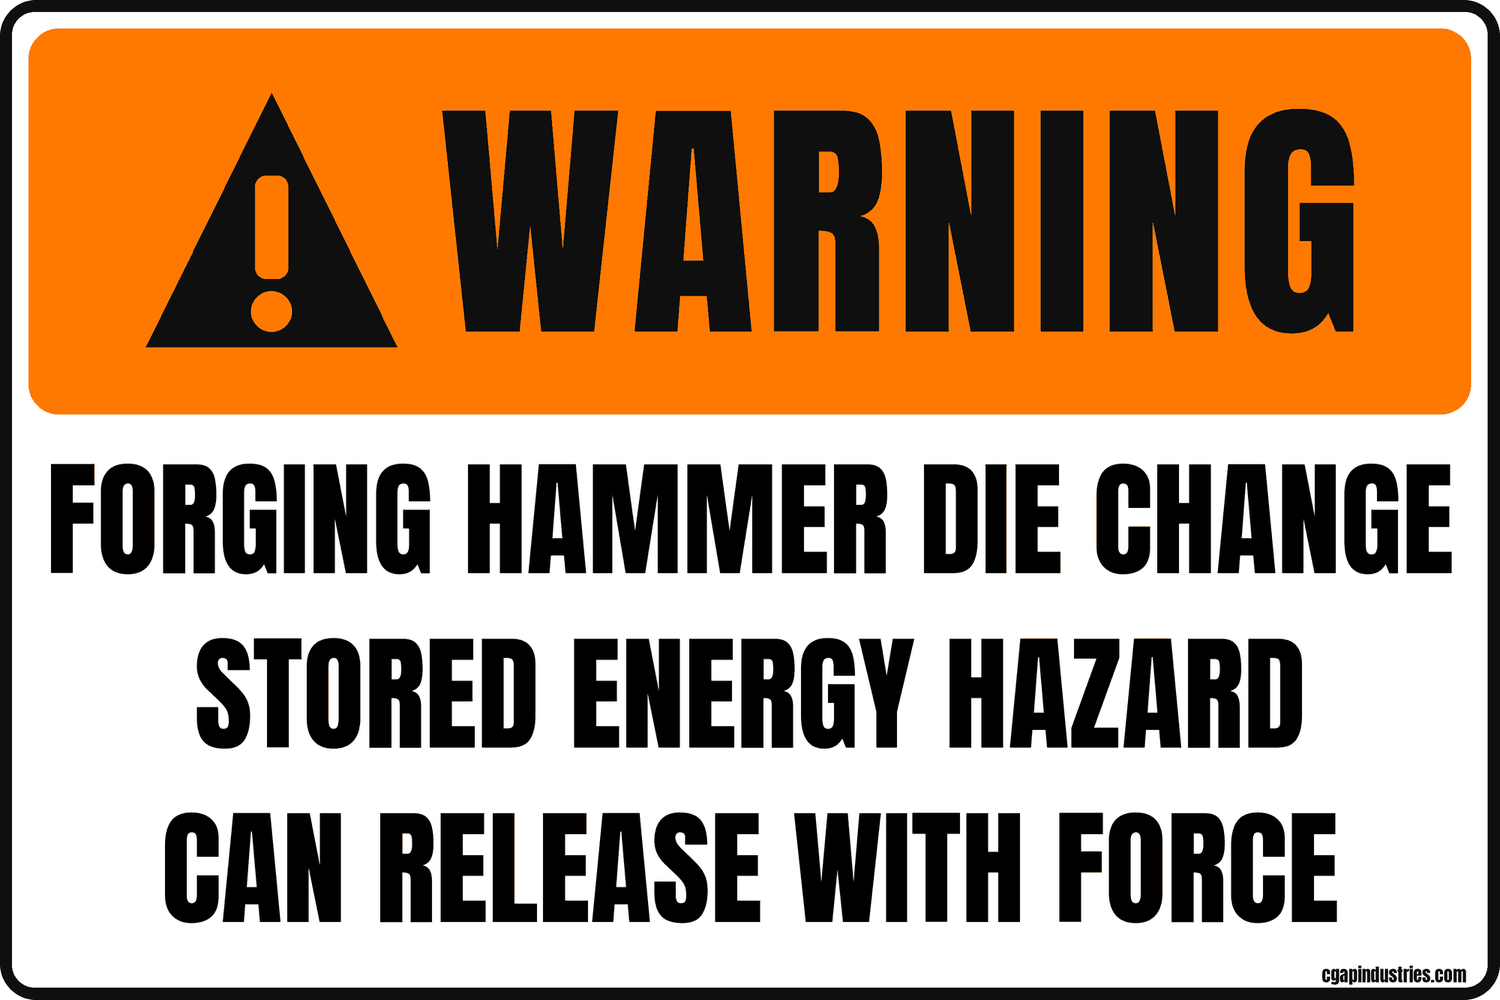 WARNING
FORGING HAMMER DIE CHANGE
STORED ENERGY HAZARD
CAN RELEASE WITH FORCE
cgapindustries.com